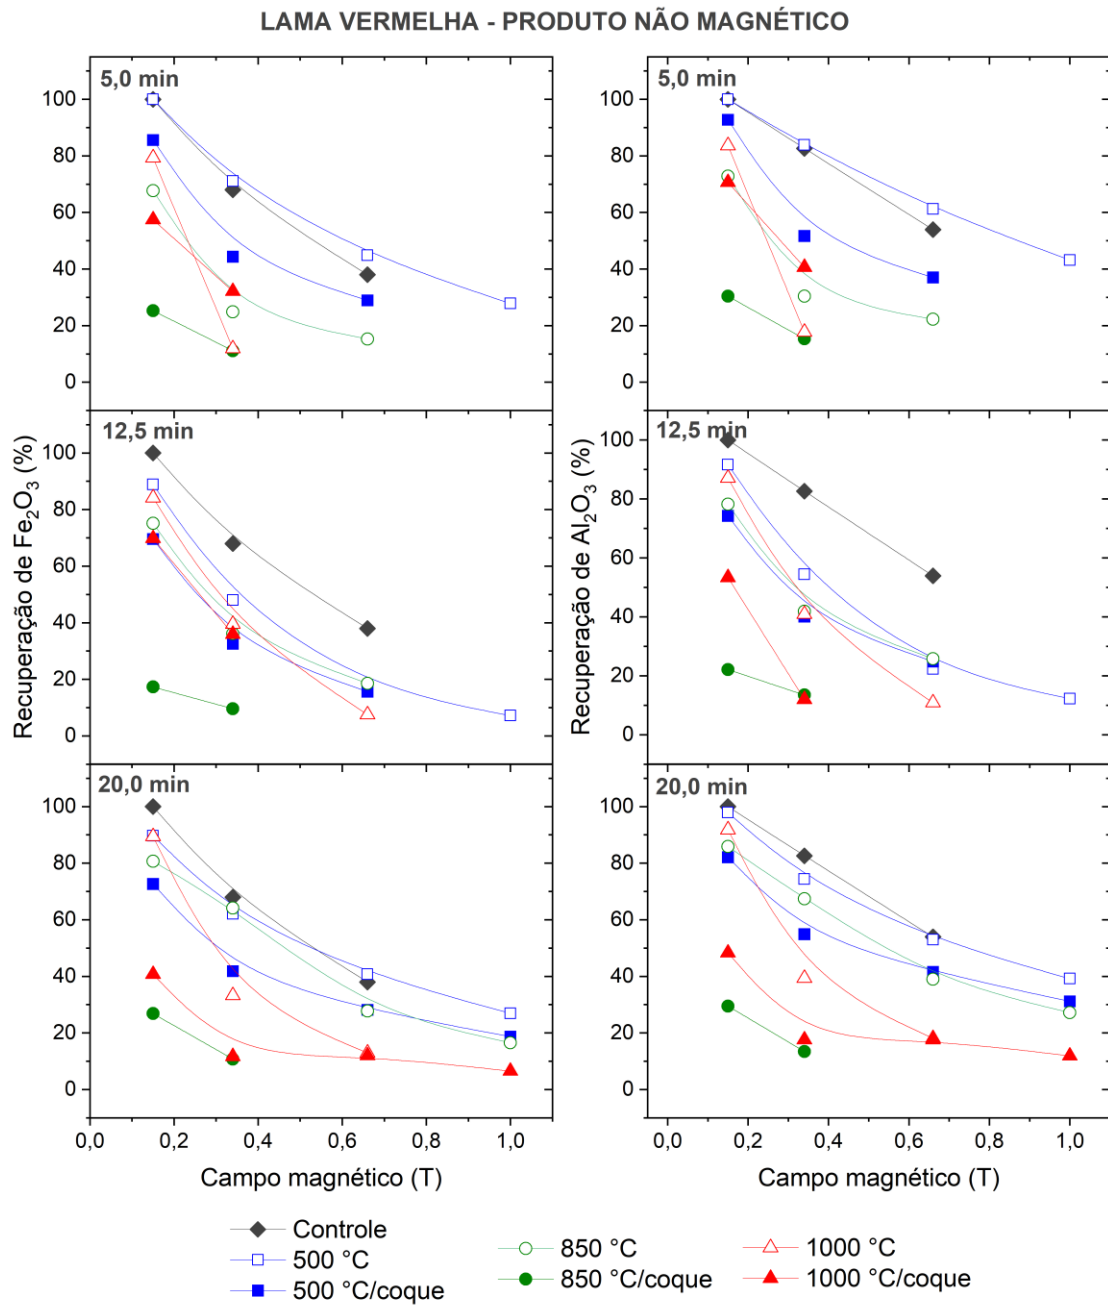 LAMA VERMELHA - PRODUTO NÃO MAGNÉTICO
5,0 min
100
80
60
40
20
0
12,5 min
100
80
60
40
20
0
20,0 min
100
80
60
40
20
0
0,0 0,2 0,4 0,6 0,8 1,0
Recuperação de Fe₂O₃ (%)
Campo magnético (T)
5,0 min
100
80
60
40
20
0
12,5 min
100
80
60
40
20
0
20,0 min
100
80
60
40
20
0
0,0 0,2 0,4 0,6 0,8 1,0
Recuperação de Al₂O₃ (%)
Campo magnético (T)
Controle
500 °C
500 °C/coque
850 °C
850 °C/coque
1000 °C
1000 °C/coque